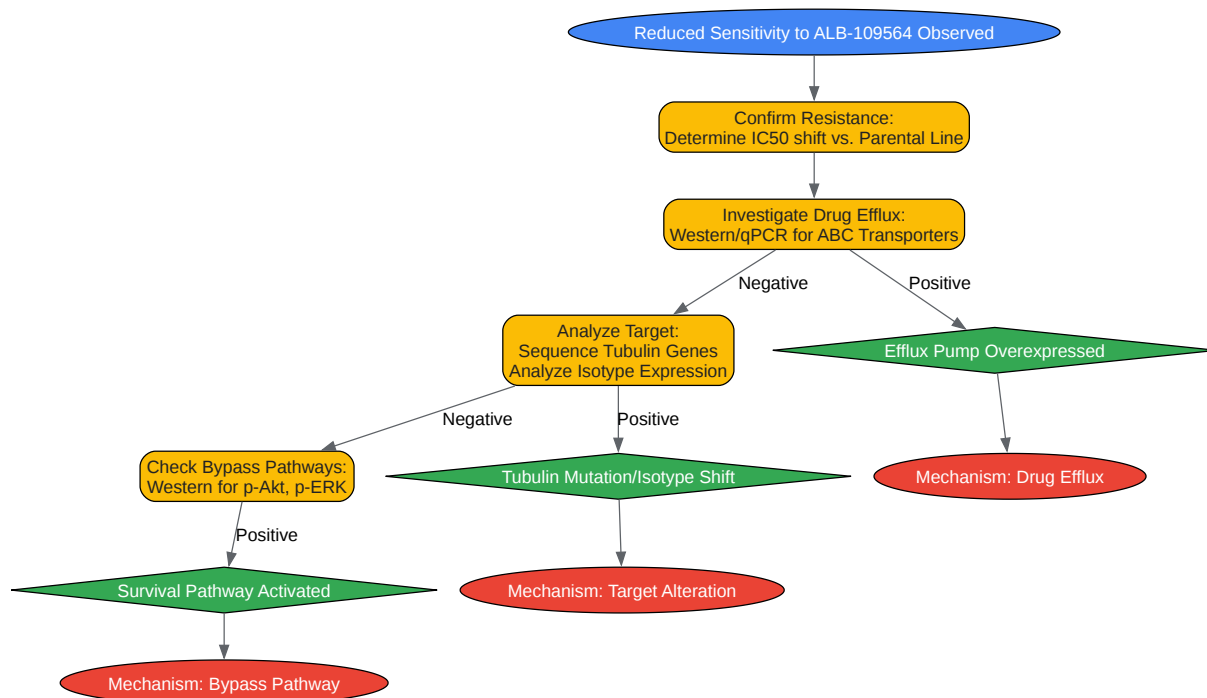 Reduced Sensitivity to ALB-109564 Observed
Confirm Resistance:
Determine IC50 shift vs. Parental Line
Investigate Drug Efflux:
Western/qPCR for ABC Transporters
Negative
Positive
Analyze Target:
Sequence Tubulin Genes
Analyze Isotype Expression
Efflux Pump Overexpressed
Negative
Positive
Check Bypass Pathways:
Western for p-Akt, p-ERK
Tubulin Mutation/Isotype Shift
Mechanism: Drug Efflux
Positive
Survival Pathway Activated
Mechanism: Target Alteration
Mechanism: Bypass Pathway